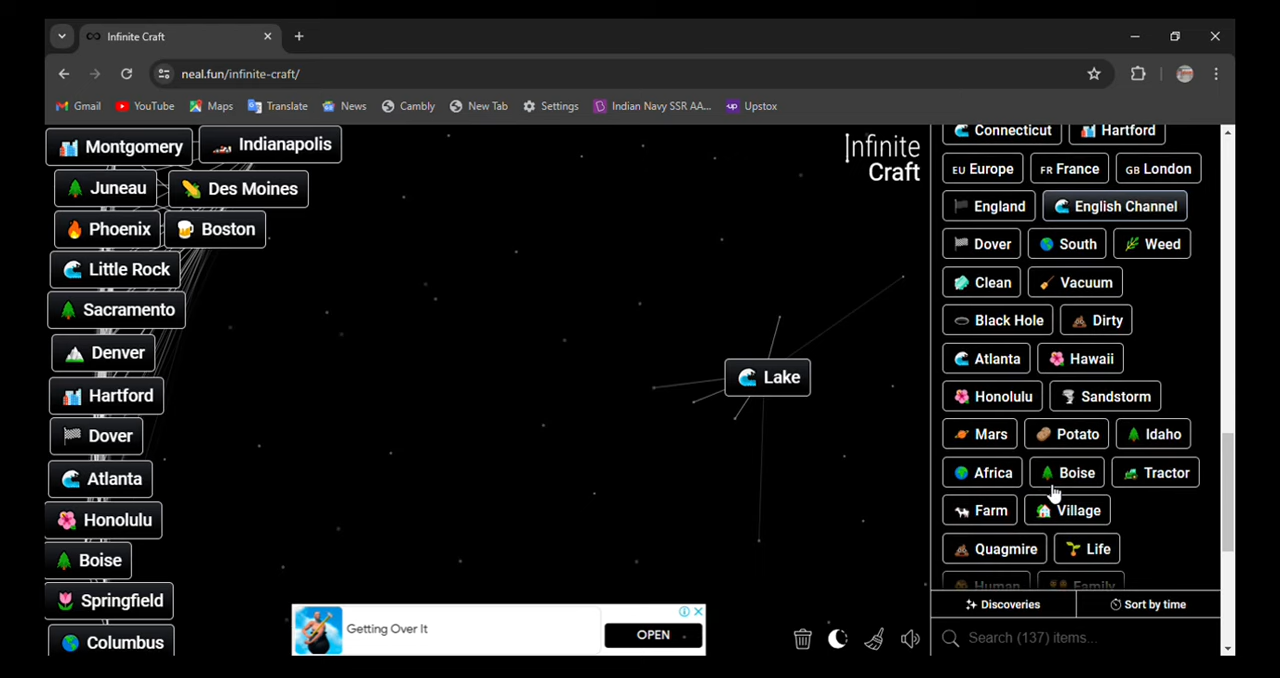 Infinite Craft
neal.fun/infinite-craft/
Gmail YouTube Maps Translate News Cambly New Tab Settings Indian Navy SSR AA... Upstox
Montgomery Indianapolis
Juneau Des Moines
Phoenix Boston
Little Rock
Sacramento
Denver
Hartford
Dover
Atlanta
Honolulu
Boise
Springfield
Columbus
Lake
Infinite
Craft
Connecticut Hartford
EU Europe FR France GB London
England English Channel
Dover South Weed
Clean Vacuum
Black Hole Dirty
Atlanta Hawaii
Honolulu Sandstorm
Mars Potato Idaho
Africa Boise Tractor
Farm Village
Quagmire Life
Human Family
Discoveries Sort by time
Search (137) items...
Getting Over It OPEN